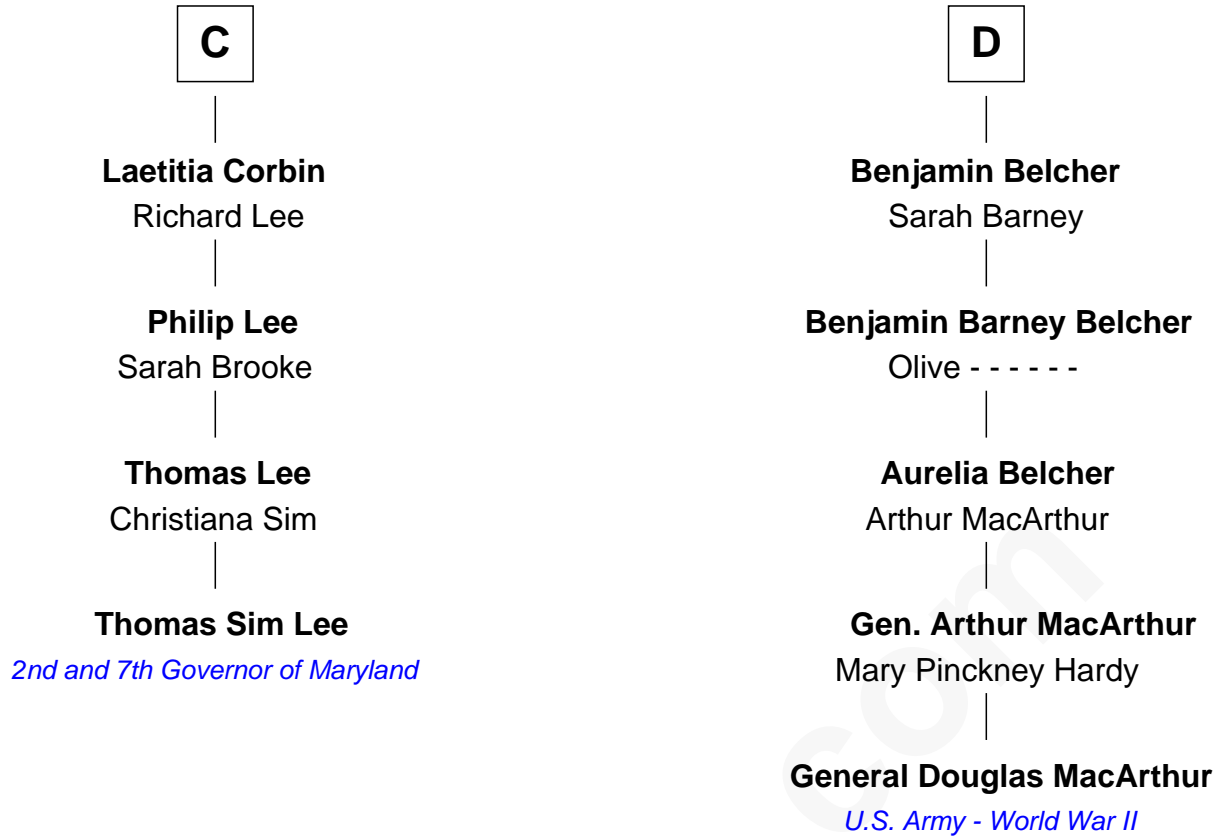 C
Laetitia Corbin
Richard Lee
Philip Lee
Sarah Brooke
Thomas Lee
Christiana Sim
Thomas Sim Lee
2nd and 7th Governor of Maryland
D
Benjamin Belcher
Sarah Barney
Benjamin Barney Belcher
Olive - - - - - -
Aurelia Belcher
Arthur MacArthur
Gen. Arthur MacArthur
Mary Pinckney Hardy
General Douglas MacArthur
U.S. Army - World War II
com